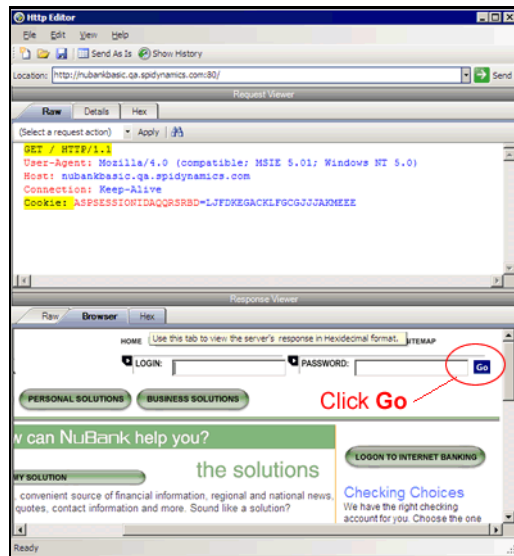 Http Editor
File Edit View Help
Send As Is Show History
Location: http://nubankbasic.qa.spidynamics.com:80/ Send
Request Viewer
Raw Details Hex
(Select a request action) Apply
GET / HTTP/1.1
User-Agent: Mozilla/4.0 (compatible; MSIE 5.01; Windows NT 5.0)
Host: nubankbasic.qa.spidynamics.com
Connection: Keep-Alive
Cookie: ASPSESSIONIDAQQRSRBD=LJFDKEGACKLFGCGJJJAKMEEE
Response Viewer
Raw Browser Hex
HOME Use this tab to view the server's response in Hexidecimal format. ITEMAP
LOGIN: PASSWORD: Go
PERSONAL SOLUTIONS BUSINESS SOLUTIONS
Click Go
w can NuBank help you?
LOGON TO INTERNET BANKING
MY SOLUTION the solutions
, convenient source of financial information, regional and national news,
quotes, contact information and more. Sound like a solution?
Checking Choices
We have the right checking
account for you. Choose the one
Ready